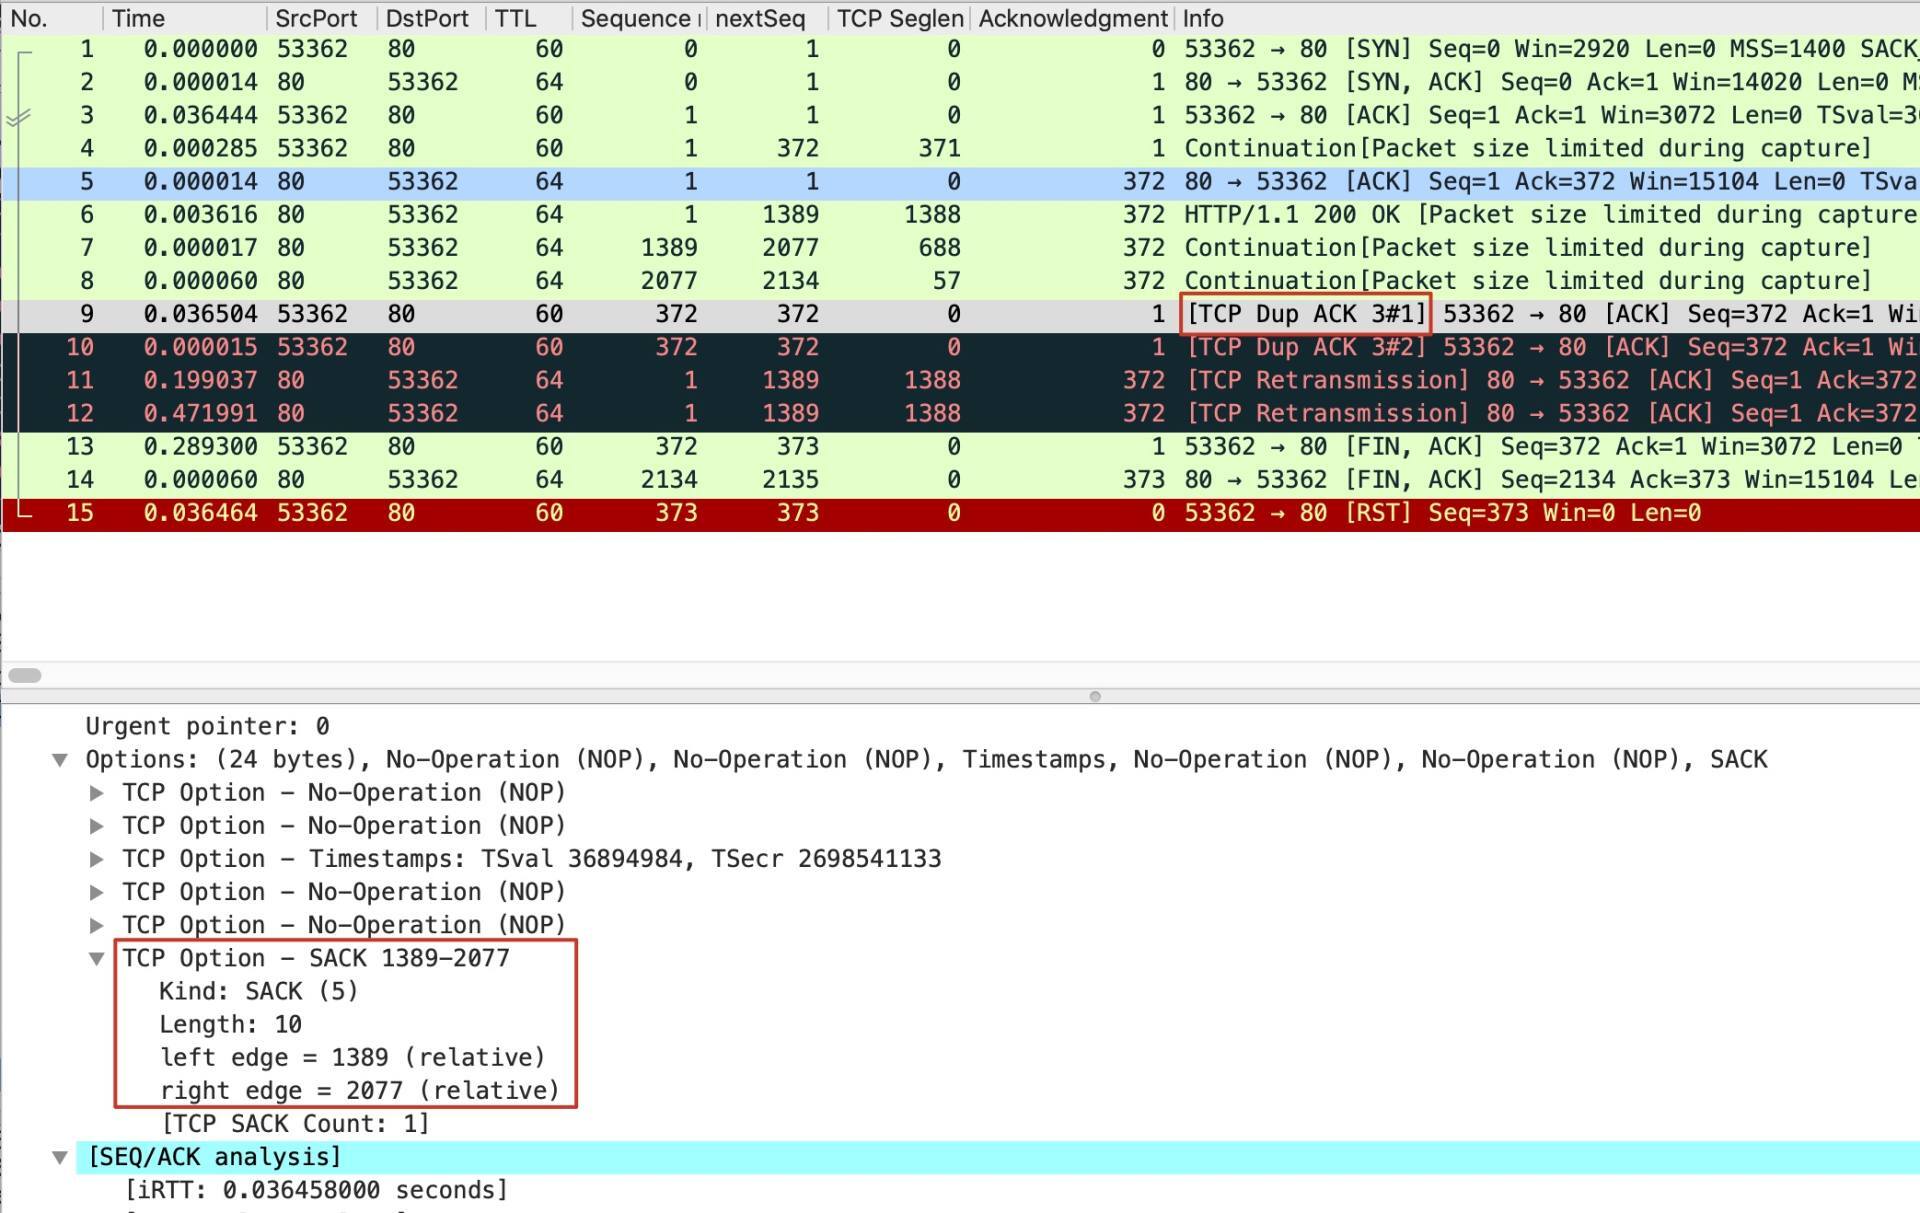 No. Time SrcPort DstPort TTL Sequence nextSeq TCP Seglen Acknowledgment Info
1 0.000000 53362 80 60 0 1 0 0 53362 → 80 [SYN] Seq=0 Win=2920 Len=0 MSS=1400 SACK_
2 0.000014 80 53362 64 0 1 0 1 80 → 53362 [SYN, ACK] Seq=0 Ack=1 Win=14020 Len=0 M
3 0.036444 53362 80 60 1 1 0 1 53362 → 80 [ACK] Seq=1 Ack=1 Win=3072 Len=0 TSval=3
4 0.000285 53362 80 60 1 372 371 1 Continuation[Packet size limited during capture]
5 0.000014 80 53362 64 1 1 0 372 80 → 53362 [ACK] Seq=1 Ack=372 Win=15104 Len=0 TSva
6 0.003616 80 53362 64 1 1389 1388 372 HTTP/1.1 200 OK [Packet size limited during capture
7 0.000017 80 53362 64 1389 2077 688 372 Continuation[Packet size limited during capture]
8 0.000060 80 53362 64 2077 2134 57 372 Continuation[Packet size limited during capture]
9 0.036504 53362 80 60 372 372 0 1 [TCP Dup ACK 3#1] 53362 → 80 [ACK] Seq=372 Ack=1 Wi
10 0.000015 53362 80 60 372 372 0 1 [TCP Dup ACK 3#2] 53362 → 80 [ACK] Seq=372 Ack=1 Wi
11 0.199037 80 53362 64 1 1389 1388 372 [TCP Retransmission] 80 → 53362 [ACK] Seq=1 Ack=372
12 0.471991 80 53362 64 1 1389 1388 372 [TCP Retransmission] 80 → 53362 [ACK] Seq=1 Ack=372
13 0.289300 53362 80 60 372 373 0 1 53362 → 80 [FIN, ACK] Seq=372 Ack=1 Win=3072 Len=0
14 0.000060 80 53362 64 2134 2135 0 373 80 → 53362 [FIN, ACK] Seq=2134 Ack=373 Win=15104 Le
15 0.036464 53362 80 60 373 373 0 0 53362 → 80 [RST] Seq=373 Win=0 Len=0
Urgent pointer: 0
Options: (24 bytes), No-Operation (NOP), No-Operation (NOP), Timestamps, No-Operation (NOP), No-Operation (NOP), SACK
TCP Option - No-Operation (NOP)
TCP Option - No-Operation (NOP)
TCP Option - Timestamps: TSval 36894984, TSecr 2698541133
TCP Option - No-Operation (NOP)
TCP Option - No-Operation (NOP)
TCP Option - SACK 1389-2077
Kind: SACK (5)
Length: 10
left edge = 1389 (relative)
right edge = 2077 (relative)
[TCP SACK Count: 1]
[SEQ/ACK analysis]
[iRTT: 0.036458000 seconds]